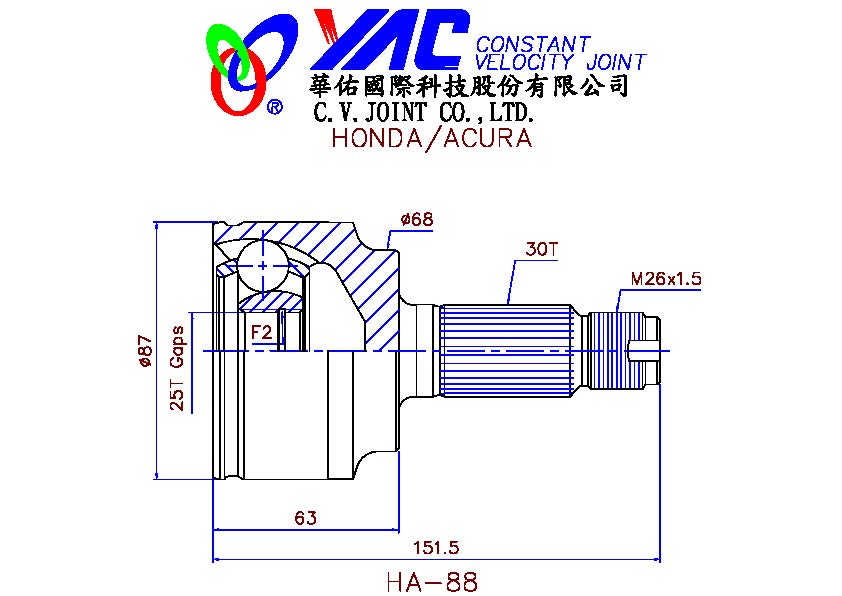 YAC CONSTANT
VELOCITY JOINT
®
華佑國際科技股份有限公司
C.V.JOINT CO.,LTD.
HONDA/ACURA
ø68
30T
M26x1.5
F2
ø87
25T Gaps
63
151.5
HA-88